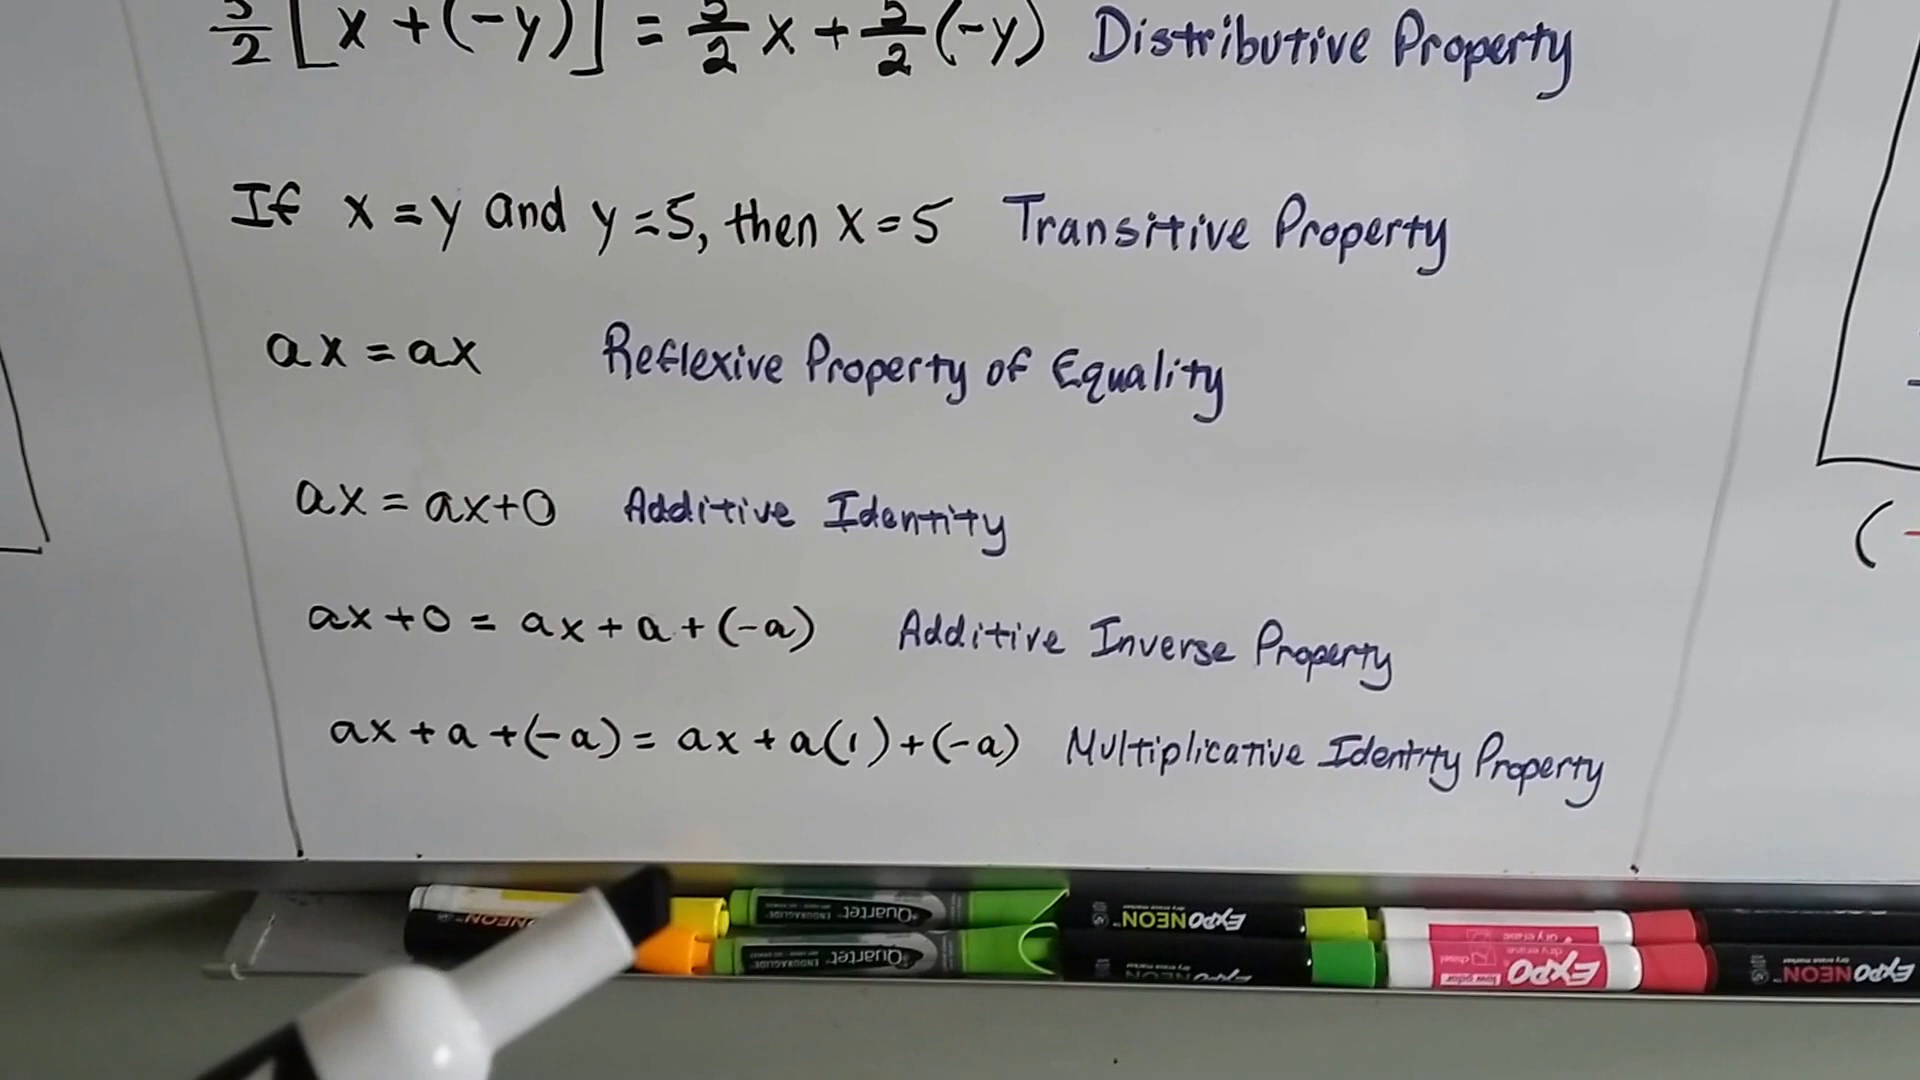 [x+(-y)] = x + (-y) Distributive Property
If x=y and y=5, then x=5 Transitive Property
ax = ax Reflexive Property of Equality
ax = ax+0 Additive Identity
ax+0 = ax+a+(-a) Additive Inverse Property
ax+a+(-a) = ax+a(1)+(-a) Multiplicative Identity Property
NEON
Quartet
EXPO NEON
Quartet
EXPO
EXPO NEON